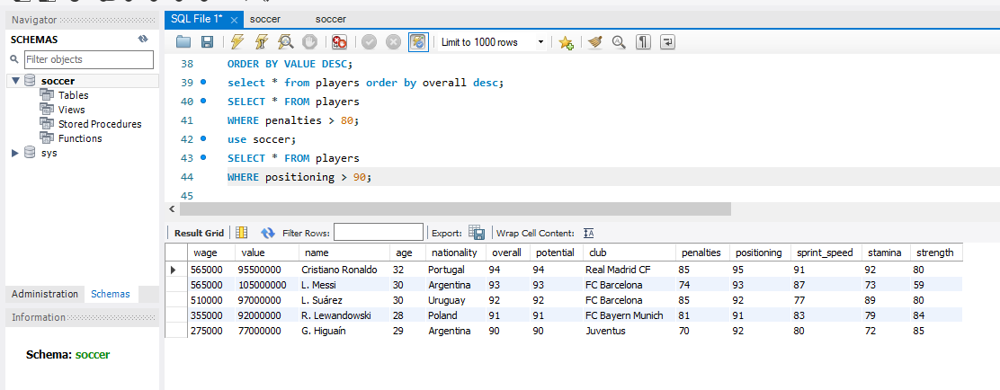 Navigator
SQL File 1* × soccer soccer
SCHEMAS
Filter objects
soccer
Tables
Views
Stored Procedures
Functions
sys
Administration Schemas
Information
Schema: soccer
Limit to 1000 rows
38 ORDER BY VALUE DESC;
39 select * from players order by overall desc;
40 SELECT * FROM players
41 WHERE penalties > 80;
42 use soccer;
43 SELECT * FROM players
44 WHERE positioning > 90;
45
Result Grid Filter Rows: Export: Wrap Cell Content:
wage value name age nationality overall potential club penalties positioning sprint_speed stamina strength
565000 95500000 Cristiano Ronaldo 32 Portugal 94 94 Real Madrid CF 85 95 91 92 80
565000 105000000 L. Messi 30 Argentina 93 93 FC Barcelona 74 93 87 73 59
510000 97000000 L. Suárez 30 Uruguay 92 92 FC Barcelona 85 92 77 89 80
355000 92000000 R. Lewandowski 28 Poland 91 91 FC Bayern Munich 81 91 83 79 84
275000 77000000 G. Higuaín 29 Argentina 90 90 Juventus 70 92 80 72 85